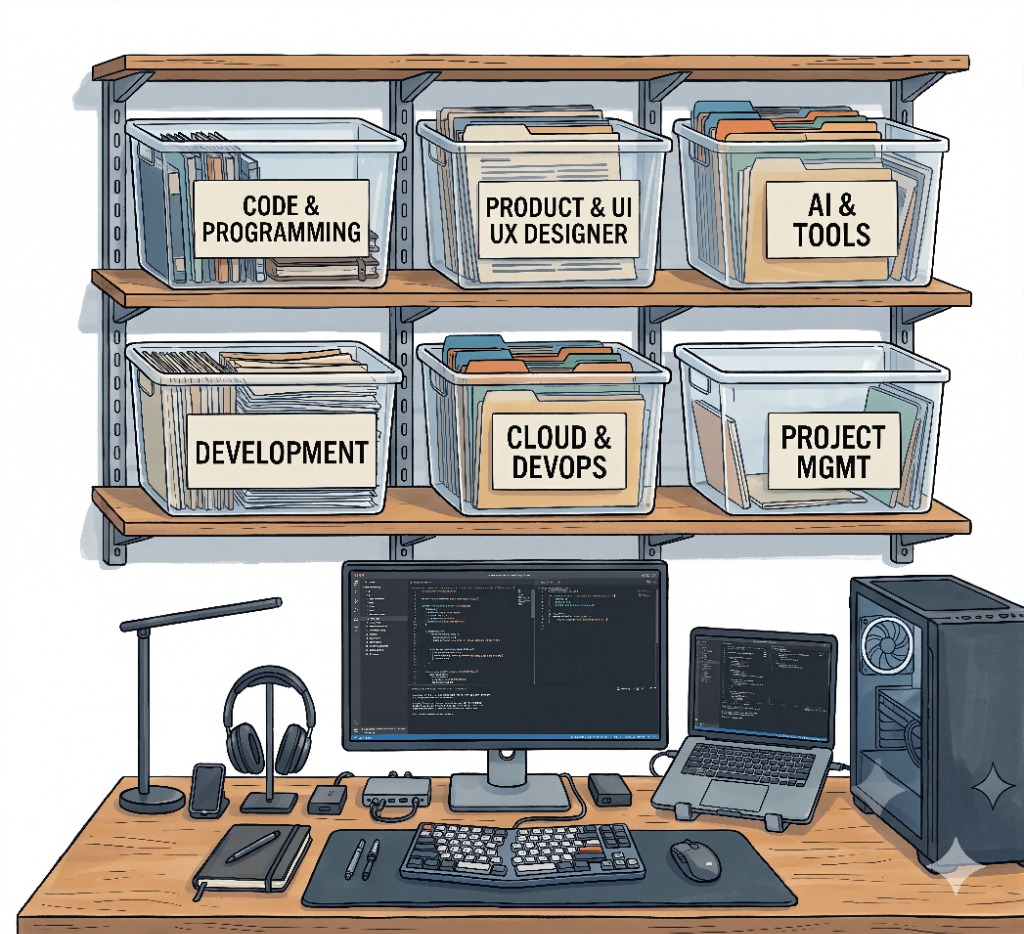 CODE &
PROGRAMMING
PRODUCT & UI
UX DESIGNER
AI &
TOOLS
DEVELOPMENT
CLOUD &
DEVOPS
PROJECT
MGMT